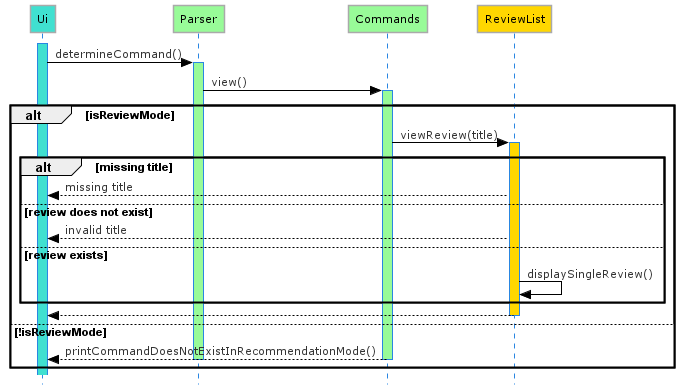 Ui Parser Commands ReviewList
determineCommand()
view()
alt [isReviewMode]
viewReview(title)
alt [missing title]
missing title
[review does not exist]
invalid title
[review exists]
displaySingleReview()
[!isReviewMode]
printCommandDoesNotExistInRecommendationMode()